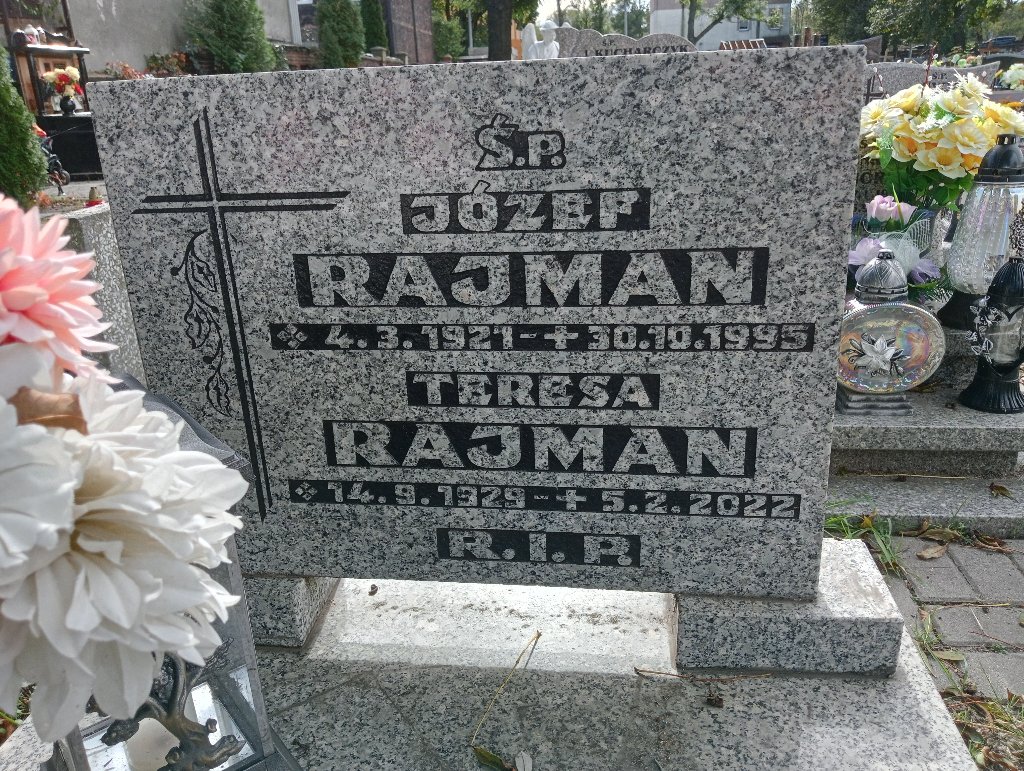 Ś.P.
JÓZEF
RAJMAN
4.3.1921-+30.10.1995
TERESA
RAJMAN
14.9.1929-+5.2.2022
R.I.P.